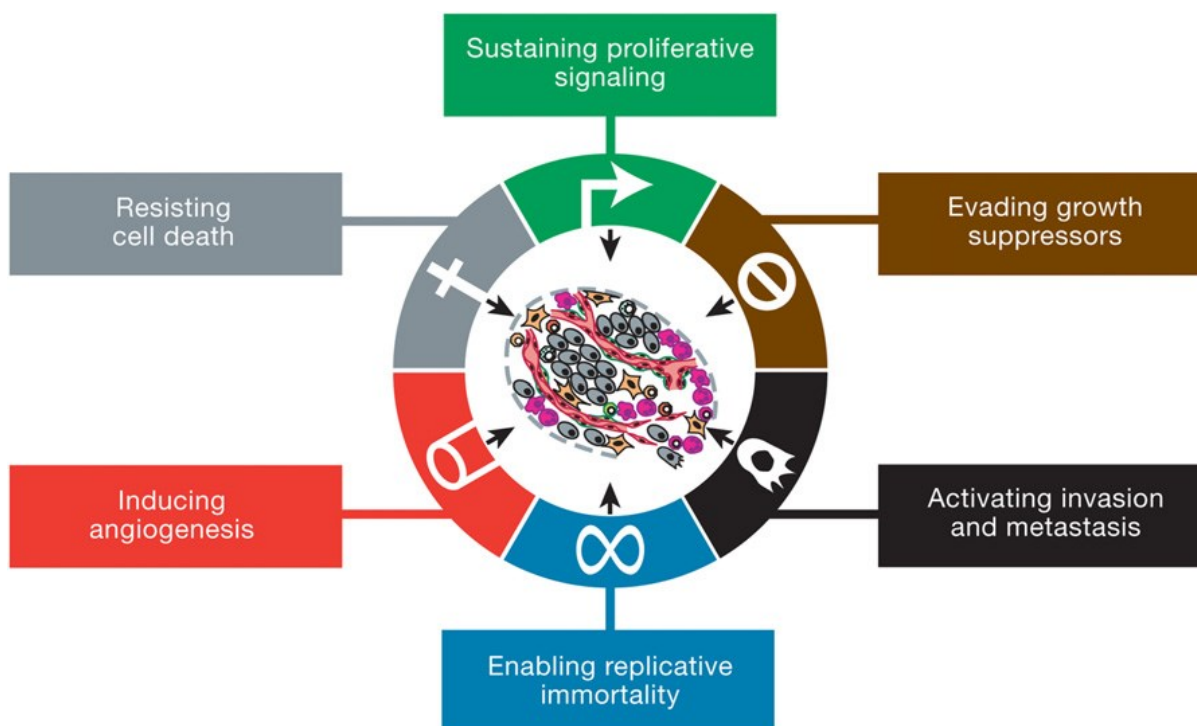 Sustaining proliferative
signaling
Resisting
cell death
Evading growth
suppressors
Inducing
angiogenesis
Activating invasion
and metastasis
Enabling replicative
immortality